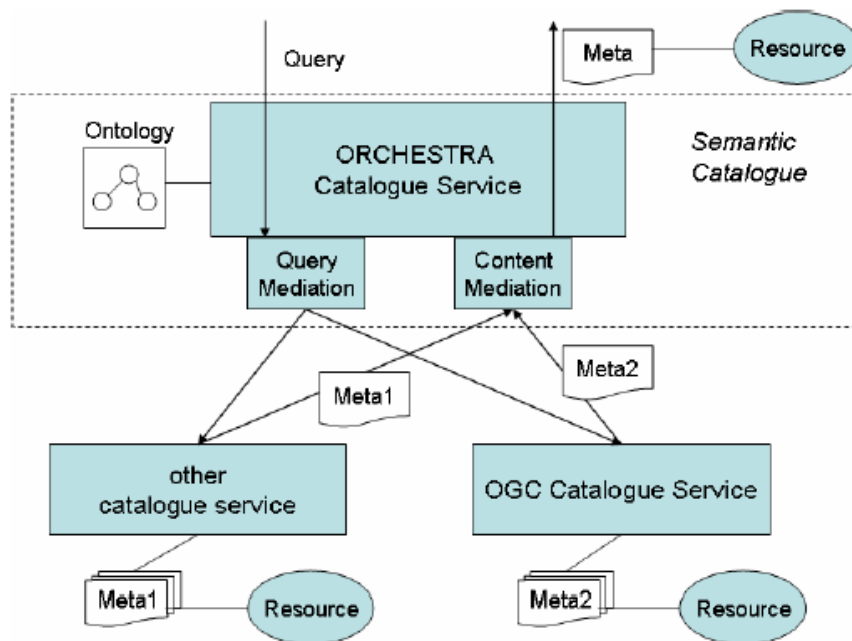 Query
Meta
Resource
Ontology
ORCHESTRA
Catalogue Service
Semantic
Catalogue
Query
Mediation
Content
Mediation
Meta1
Meta2
other
catalogue service
OGC Catalogue Service
Meta1
Resource
Meta2
Resource